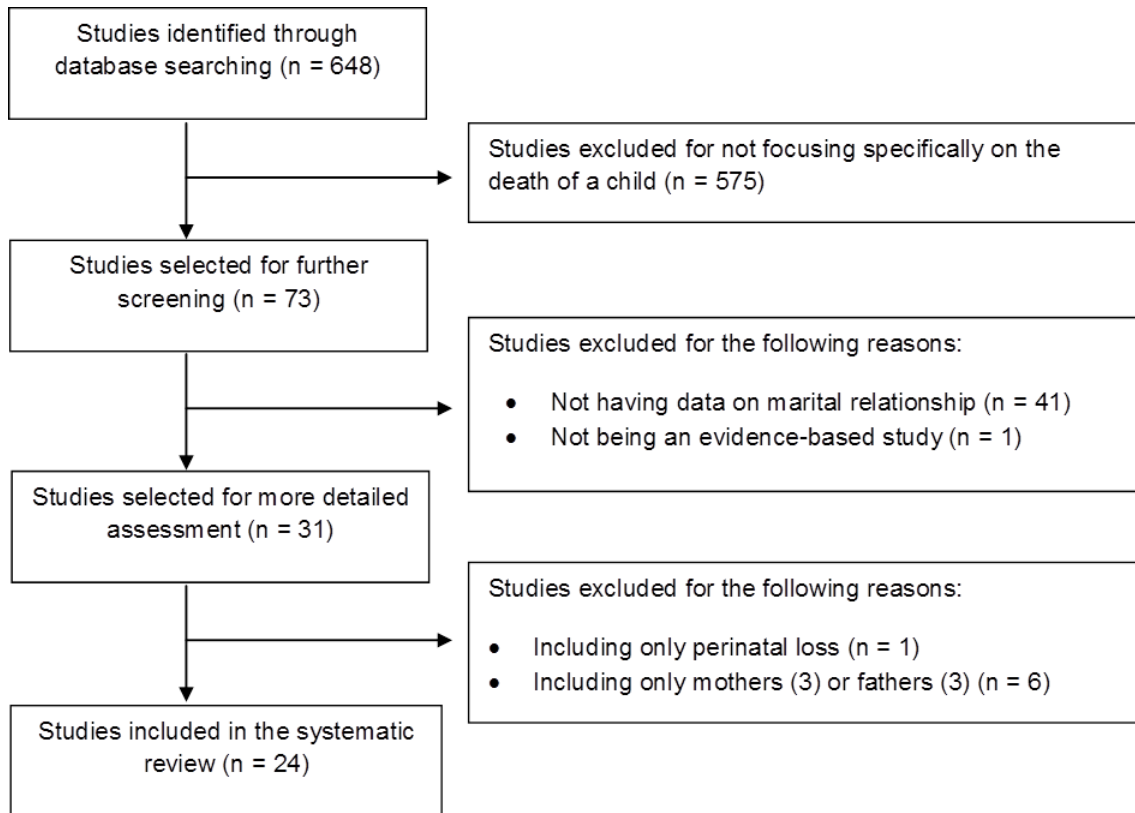 Studies identified through
database searching (n = 648)
Studies excluded for not focusing specifically on the
death of a child (n = 575)
Studies selected for further
screening (n = 73)
Studies excluded for the following reasons:
• Not having data on marital relationship (n = 41)
• Not being an evidence-based study (n = 1)
Studies selected for more detailed
assessment (n = 31)
Studies excluded for the following reasons:
• Including only perinatal loss (n = 1)
• Including only mothers (3) or fathers (3) (n = 6)
Studies included in the systematic
review (n = 24)